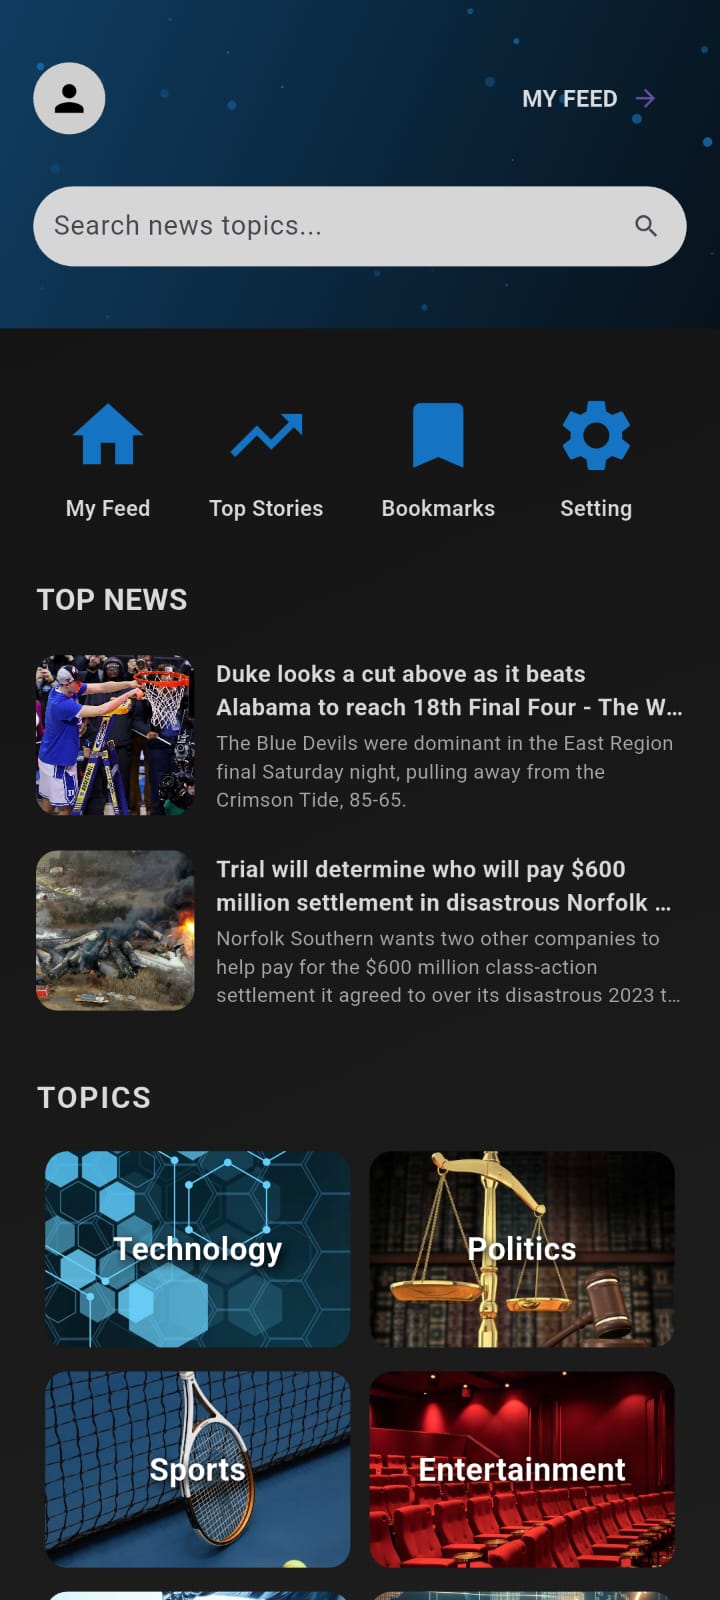 MY FEED
Search news topics...
My Feed
Top Stories
Bookmarks
Setting
TOP NEWS
Duke looks a cut above as it beats
Alabama to reach 18th Final Four - The W…
The Blue Devils were dominant in the East Region
final Saturday night, pulling away from the
Crimson Tide, 85-65.
Trial will determine who will pay $600
million settlement in disastrous Norfolk …
Norfolk Southern wants two other companies to
help pay for the $600 million class-action
settlement it agreed to over its disastrous 2023 t…
TOPICS
Technology
Politics
Sports
Entertainment